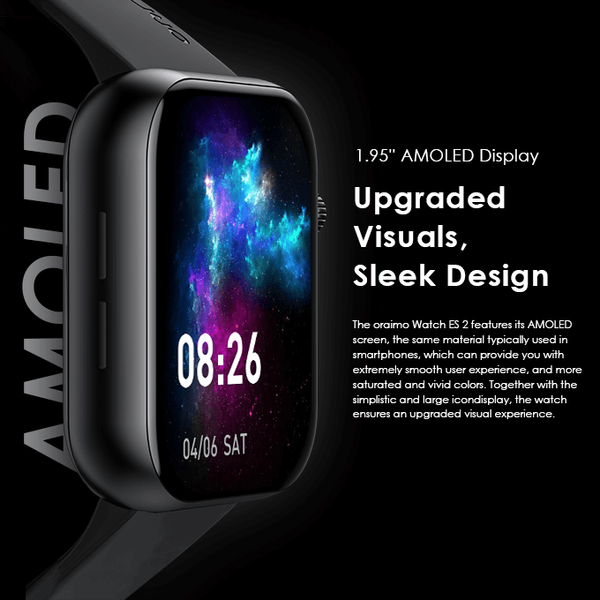 AMOLED
1.95" AMOLED Display
Upgraded
Visuals,
Sleek Design
The oraimo Watch ES 2 features its AMOLED
screen, the same material typically used in
smartphones, which can provide you with
extremely smooth user experience, and more
saturated and vivid colors. Together with the
simplistic and large icondisplay, the watch
ensures an upgraded visual experience.
08:26
04/06 SAT